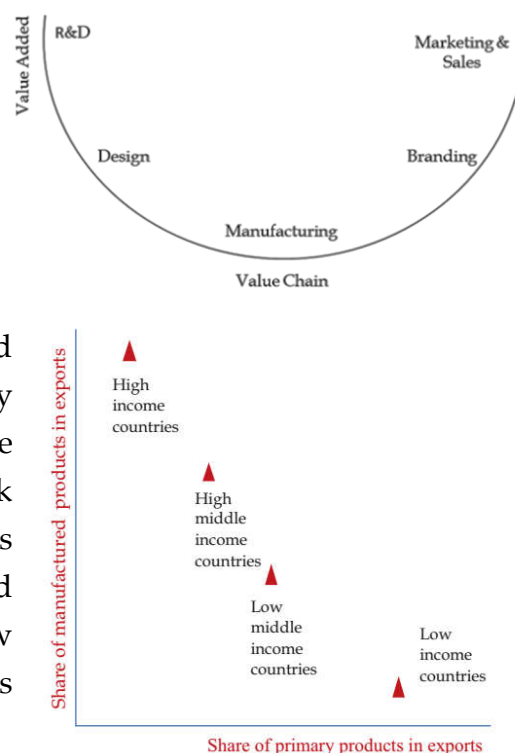 Value Added
R&D
Marketing &
Sales
Design
Branding
Manufacturing
Value Chain
d
y
e
k
s
d
w
s
Share of manufactured products in exports
High
income
countries
High
middle
income
countries
Low
middle
income
countries
Low
income
countries
Share of primary products in exports